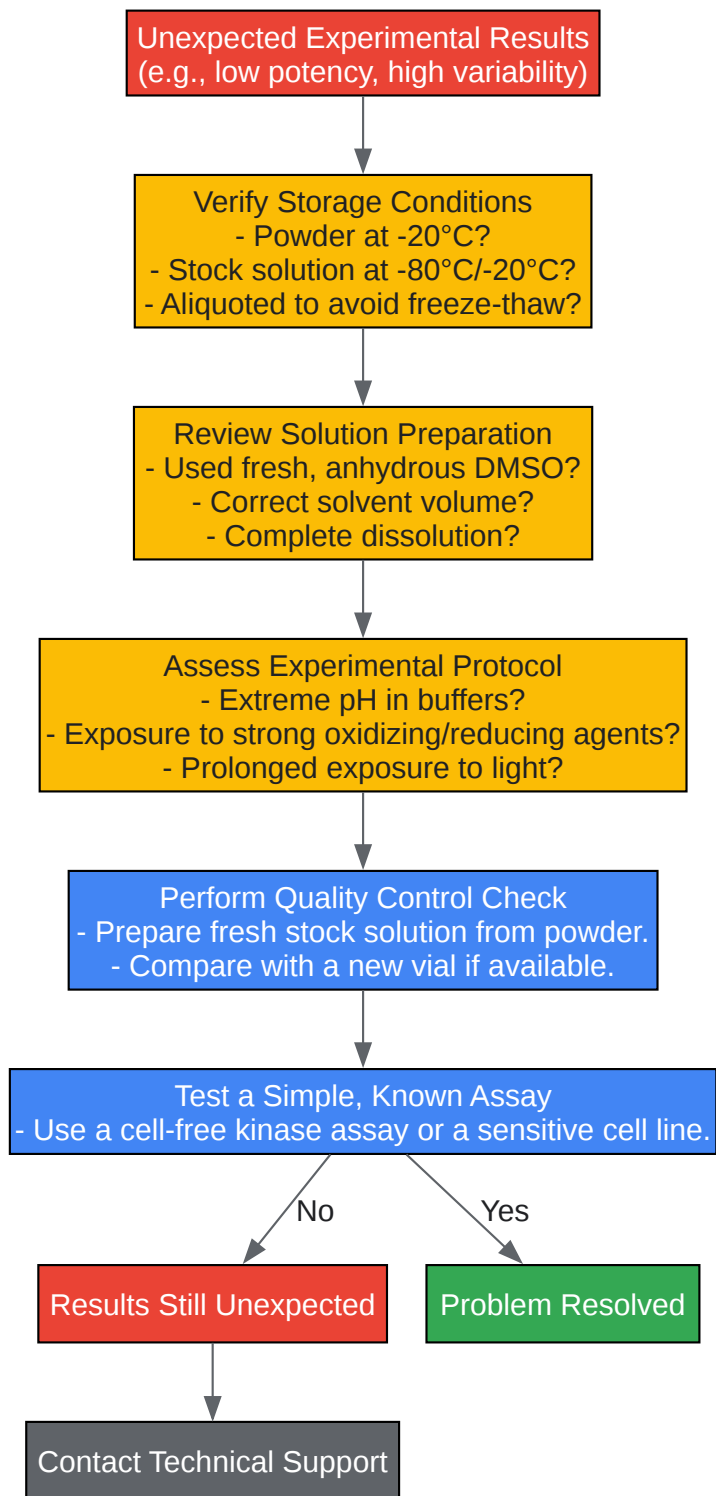 Unexpected Experimental Results
(e.g., low potency, high variability)
Verify Storage Conditions
- Powder at -20°C?
- Stock solution at -80°C/-20°C?
- Aliquoted to avoid freeze-thaw?
Review Solution Preparation
- Used fresh, anhydrous DMSO?
- Correct solvent volume?
- Complete dissolution?
Assess Experimental Protocol
- Extreme pH in buffers?
- Exposure to strong oxidizing/reducing agents?
- Prolonged exposure to light?
Perform Quality Control Check
- Prepare fresh stock solution from powder.
- Compare with a new vial if available.
Test a Simple, Known Assay
- Use a cell-free kinase assay or a sensitive cell line.
No
Yes
Results Still Unexpected
Problem Resolved
Contact Technical Support